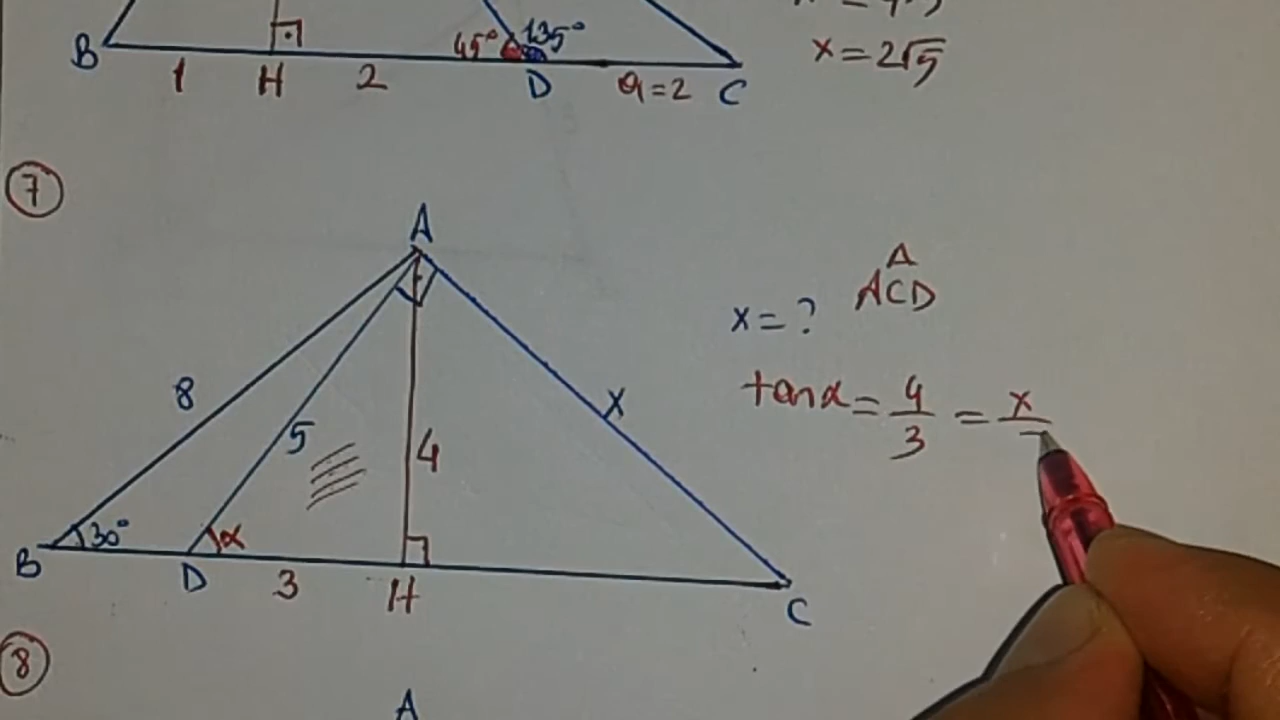 45° 135°
x=2√5
B 1 H 2 D a=2 C
7
A
x=? ACD
tanα=4/3=x/
8 5 4 x
30° α
B D 3 H C
8
A